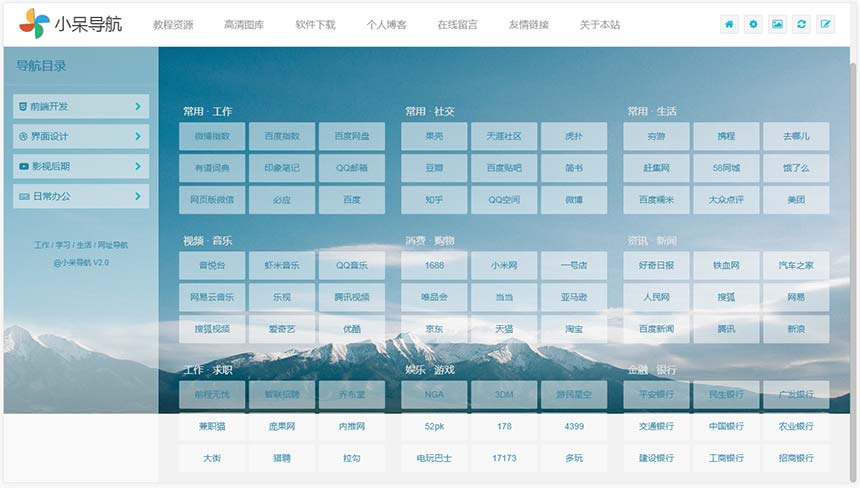 小呆导航 教程资源 高清图库 软件下载 个人博客 在线留言 友情链接 关于本站
导航目录
前端开发
界面设计
影视后期
日常办公
工作 / 学习 / 生活 / 网址导航
@小呆导航 V2.0
常用 · 工作
微博指数 百度指数 百度网盘
有道词典 印象笔记 QQ邮箱
网页版微信 必应 百度
常用 · 社交
果壳 天涯社区 虎扑
豆瓣 百度贴吧 简书
知乎 QQ空间 微博
常用 · 生活
穷游 携程 去哪儿
赶集网 58同城 饿了么
百度糯米 大众点评 美团
视频 · 音乐
音悦台 虾米音乐 QQ音乐
网易云音乐 乐视 腾讯视频
搜狐视频 爱奇艺 优酷
消费 · 购物
1688 小米网 一号店
唯品会 当当 亚马逊
京东 天猫 淘宝
资讯 · 新闻
好奇日报 铁血网 汽车之家
人民网 搜狐 网易
百度新闻 腾讯 新浪
工作 · 求职
前程无忧 智联招聘 乔布堂
兼职猫 庞果网 内推网
大街 猎聘 拉勾
娱乐 · 游戏
NGA 3DM 游民星空
52pk 178 4399
电玩巴士 17173 多玩
金融 · 银行
平安银行 民生银行 广发银行
交通银行 中国银行 农业银行
建设银行 工商银行 招商银行